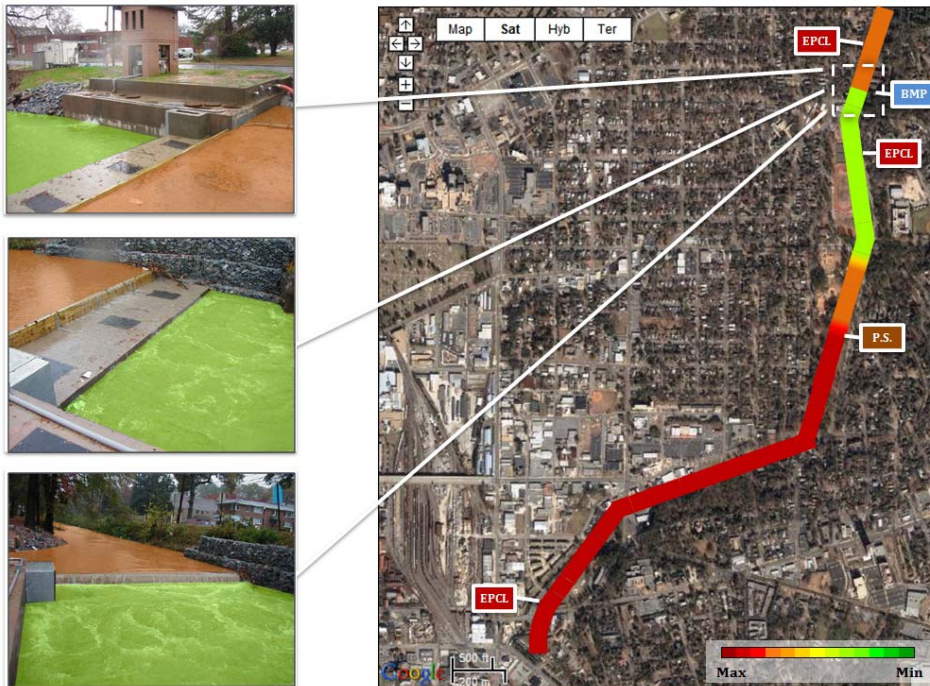 Map Sat Hyb Ter
EPCL
BMP
EPCL
P.S.
EPCL
500 ft
200 m
Google
Max Min